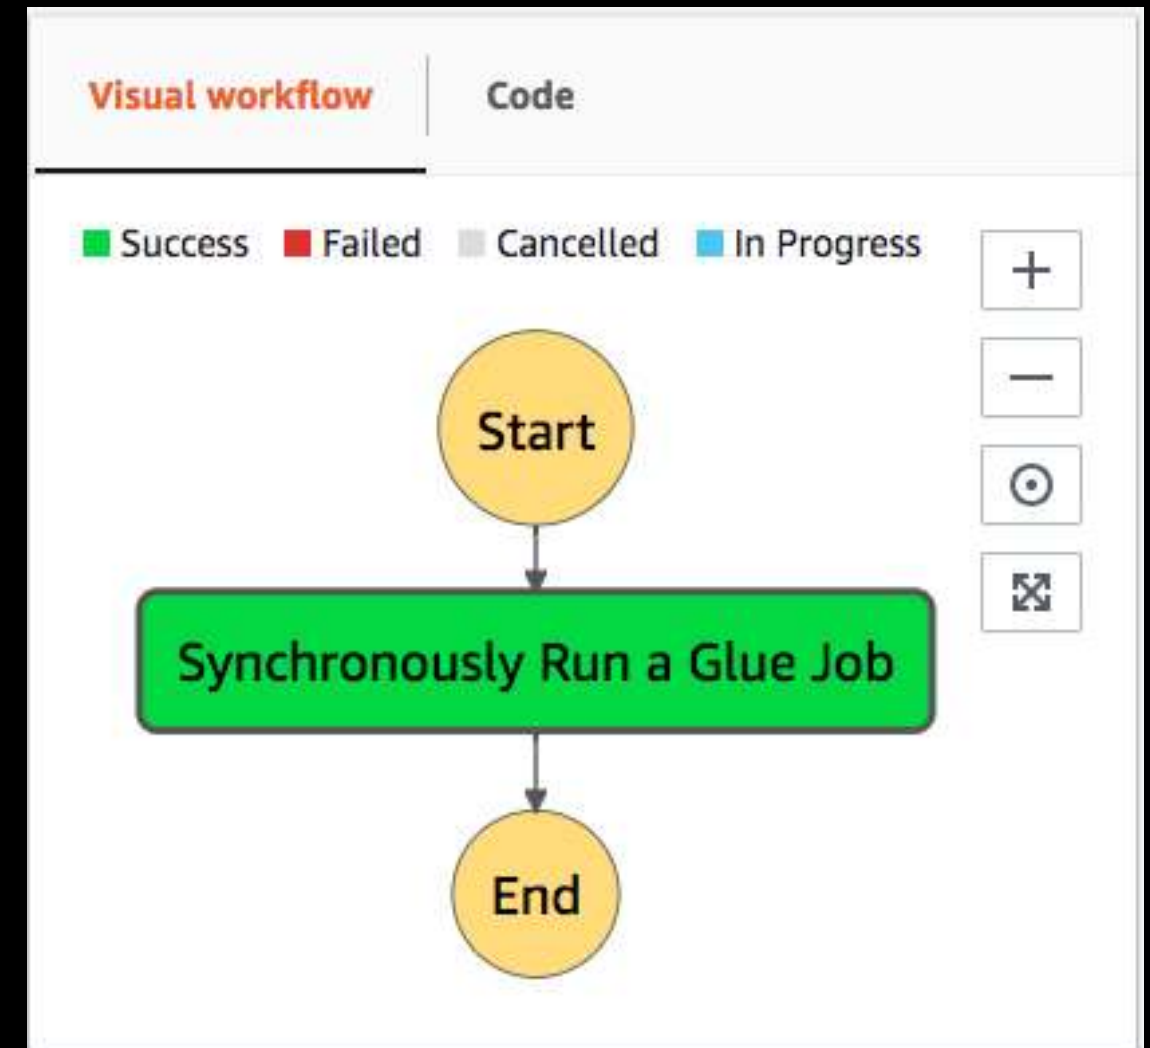 Visual workflow Code
Success Failed Cancelled In Progress
Start
Synchronously Run a Glue Job
End